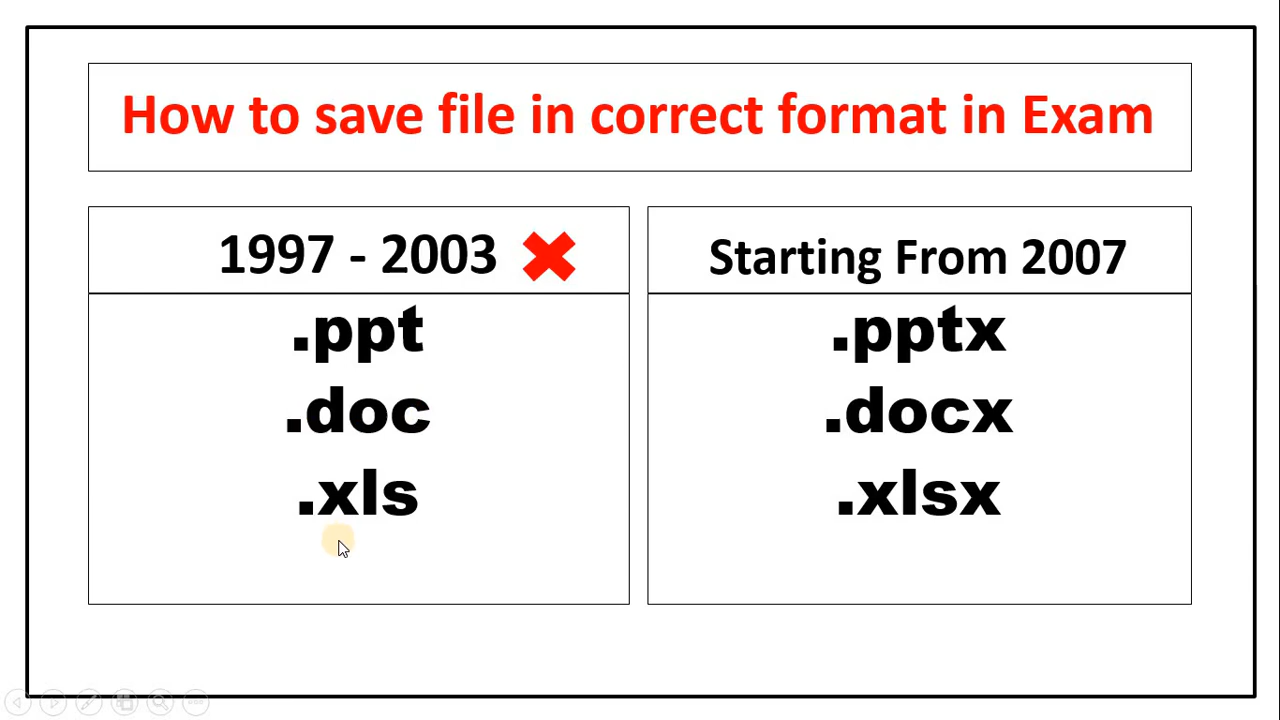 How to save file in correct format in Exam
1997 - 2003
.ppt
.doc
.xls
Starting From 2007
.pptx
.docx
.xlsx